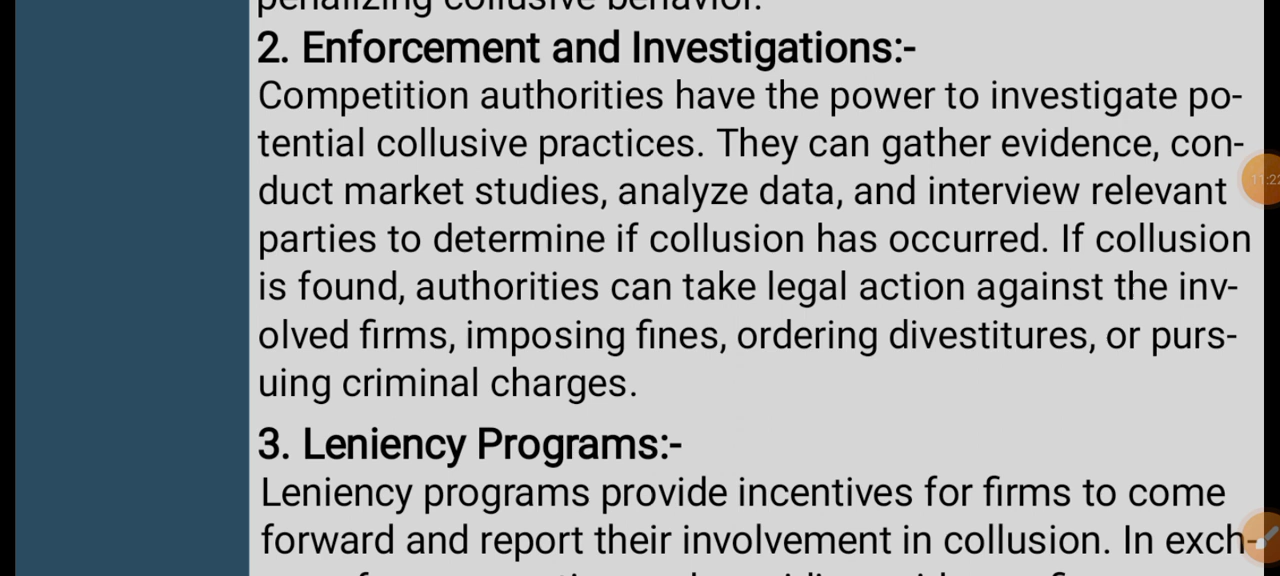 penalizing collusive behavior.
2. Enforcement and Investigations:-
Competition authorities have the power to investigate po-
tential collusive practices. They can gather evidence, con-
duct market studies, analyze data, and interview relevant
parties to determine if collusion has occurred. If collusion
is found, authorities can take legal action against the inv-
olved firms, imposing fines, ordering divestitures, or purs-
uing criminal charges.
3. Leniency Programs:-
Leniency programs provide incentives for firms to come
forward and report their involvement in collusion. In exch-